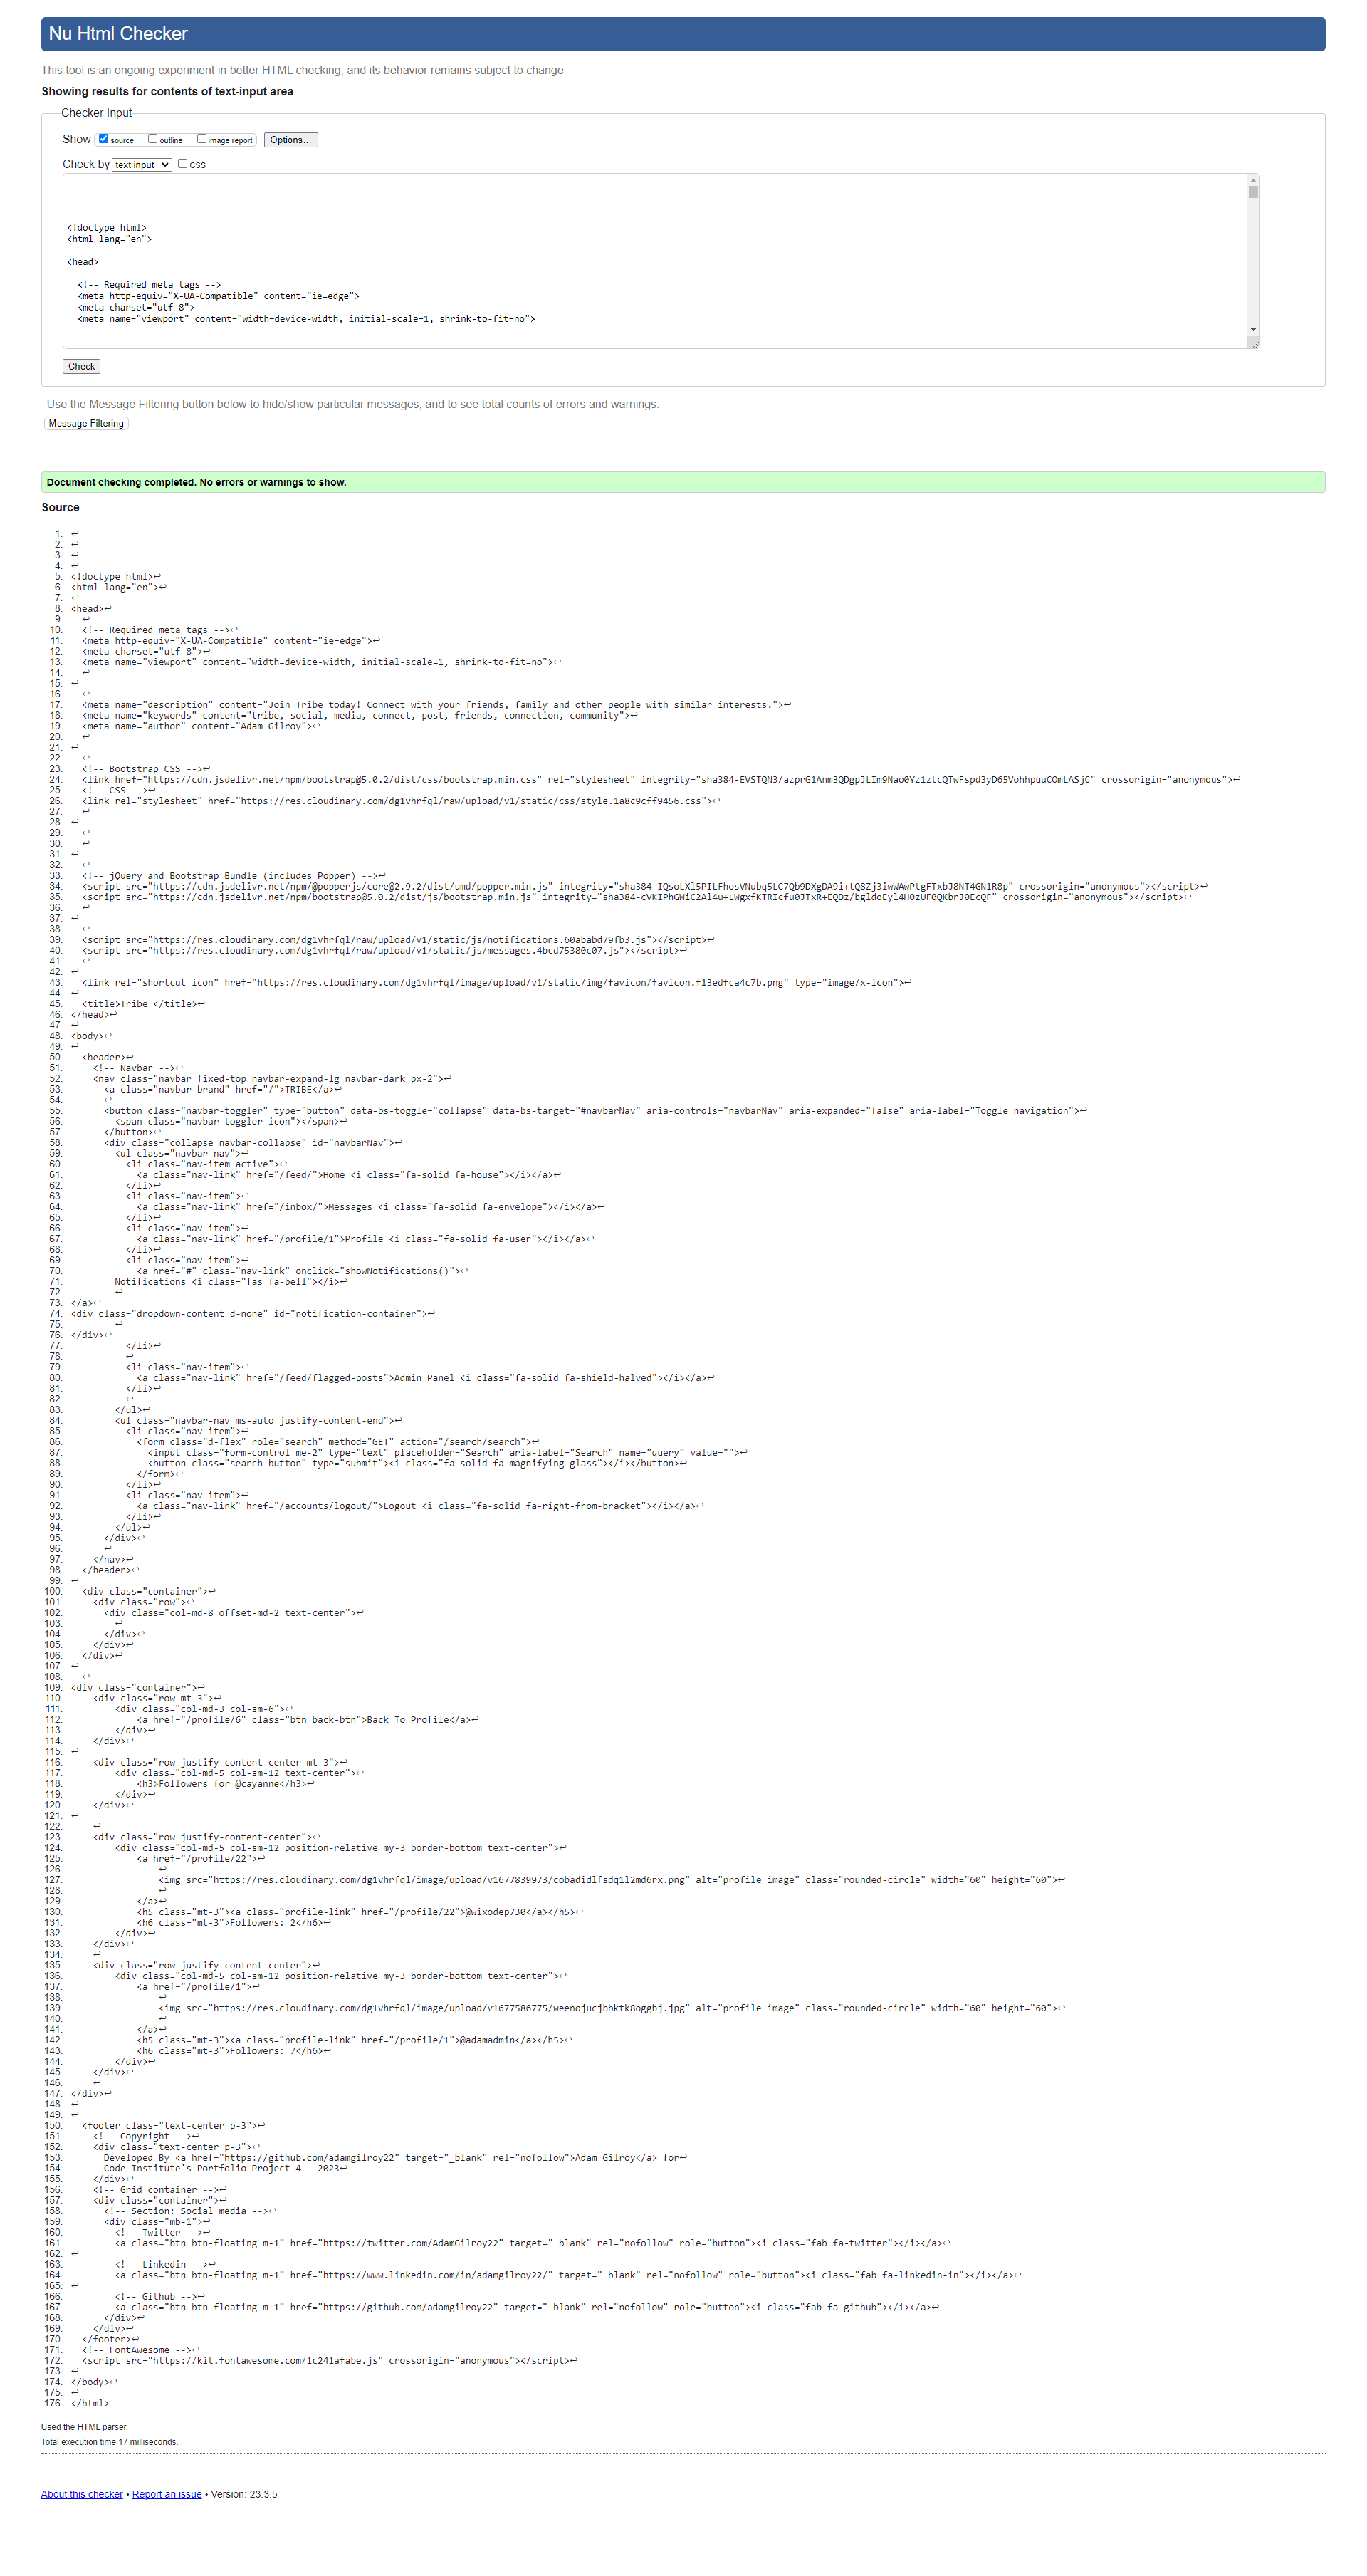 Nu Html Checker
This tool is an ongoing experiment in better HTML checking, and its behavior remains subject to change
Showing results for contents of text-input area
Checker Input
Show source outline image report Options...
Check by text input css
<!doctype html>
<html lang="en">
<head>
<!-- Required meta tags -->
<meta http-equiv="X-UA-Compatible" content="ie=edge">
<meta charset="utf-8">
<meta name="viewport" content="width=device-width, initial-scale=1, shrink-to-fit=no">
Check
Use the Message Filtering button below to hide/show particular messages, and to see total counts of errors and warnings.
Message Filtering
Document checking completed. No errors or warnings to show.
Source
1. ↩
2. ↩
3. ↩
4. ↩
5. <!doctype html>↩
6. <html lang="en">↩
7. ↩
8. <head>↩
9. ↩
10. <!-- Required meta tags -->↩
11. <meta http-equiv="X-UA-Compatible" content="ie=edge">↩
12. <meta charset="utf-8">↩
13. <meta name="viewport" content="width=device-width, initial-scale=1, shrink-to-fit=no">↩
14. ↩
15. ↩
16. ↩
17. <meta name="description" content="Join Tribe today! Connect with your friends, family and other people with similar interests.">↩
18. <meta name="keywords" content="tribe, social, media, connect, post, friends, connection, community">↩
19. <meta name="author" content="Adam Gilroy">↩
20. ↩
21. ↩
22. ↩
23. <!-- Bootstrap CSS -->↩
24. <link href="https://cdn.jsdelivr.net/npm/bootstrap@5.0.2/dist/css/bootstrap.min.css" rel="stylesheet" integrity="sha384-EVSTQN3/azprG1Anm3QDgpJLIm9Nao0Yz1ztcQTwFspd3yD65VohhpuuCOmLASjC" crossorigin="anonymous">↩
25. <!-- CSS -->↩
26. <link rel="stylesheet" href="https://res.cloudinary.com/dg1vhrfql/raw/upload/v1/static/css/style.1a8c9cff9456.css">↩
27. ↩
28. ↩
29. ↩
30. ↩
31. ↩
32. ↩
33. <!-- jQuery and Bootstrap Bundle (includes Popper) -->↩
34. <script src="https://cdn.jsdelivr.net/npm/@popperjs/core@2.9.2/dist/umd/popper.min.js" integrity="sha384-IQsoLXl5PILFhosVNubq5LC7Qb9DXgDA9i+tQ8Zj3iwWAwPtgFTxbJ8NT4GN1R8p" crossorigin="anonymous"></script>↩
35. <script src="https://cdn.jsdelivr.net/npm/bootstrap@5.0.2/dist/js/bootstrap.min.js" integrity="sha384-cVKIPhGWiC2Al4u+LWgxfKTRIcfu0JTxR+EQDz/bgldoEyl4H0zUF0QKbrJ0EcQF" crossorigin="anonymous"></script>↩
36. ↩
37. ↩
38. ↩
39. <script src="https://res.cloudinary.com/dg1vhrfql/raw/upload/v1/static/js/notifications.60ababd79fb3.js"></script>↩
40. <script src="https://res.cloudinary.com/dg1vhrfql/raw/upload/v1/static/js/messages.4bcd75380c07.js"></script>↩
41. ↩
42. ↩
43. <link rel="shortcut icon" href="https://res.cloudinary.com/dg1vhrfql/image/upload/v1/static/img/favicon/favicon.f13edfca4c7b.png" type="image/x-icon">↩
44. ↩
45. <title>Tribe </title>↩
46. </head>↩
47. ↩
48. <body>↩
49. ↩
50. <header>↩
51. <!-- Navbar -->↩
52. <nav class="navbar fixed-top navbar-expand-lg navbar-dark px-2">↩
53. <a class="navbar-brand" href="/">TRIBE</a>↩
54. ↩
55. <button class="navbar-toggler" type="button" data-bs-toggle="collapse" data-bs-target="#navbarNav" aria-controls="navbarNav" aria-expanded="false" aria-label="Toggle navigation">↩
56. <span class="navbar-toggler-icon"></span>↩
57. </button>↩
58. <div class="collapse navbar-collapse" id="navbarNav">↩
59. <ul class="navbar-nav">↩
60. <li class="nav-item active">↩
61. <a class="nav-link" href="/feed/">Home <i class="fa-solid fa-house"></i></a>↩
62. </li>↩
63. <li class="nav-item">↩
64. <a class="nav-link" href="/inbox/">Messages <i class="fa-solid fa-envelope"></i></a>↩
65. </li>↩
66. <li class="nav-item">↩
67. <a class="nav-link" href="/profile/1">Profile <i class="fa-solid fa-user"></i></a>↩
68. </li>↩
69. <li class="nav-item">↩
70. <a href="#" class="nav-link" onclick="showNotifications()">↩
71. Notifications <i class="fas fa-bell"></i>↩
72. ↩
73. </a>↩
74. <div class="dropdown-content d-none" id="notification-container">↩
75. ↩
76. </div>↩
77. </li>↩
78. ↩
79. <li class="nav-item">↩
80. <a class="nav-link" href="/feed/flagged-posts">Admin Panel <i class="fa-solid fa-shield-halved"></i></a>↩
81. </li>↩
82. ↩
83. </ul>↩
84. <ul class="navbar-nav ms-auto justify-content-end">↩
85. <li class="nav-item">↩
86. <form class="d-flex" role="search" method="GET" action="/search/search">↩
87. <input class="form-control me-2" type="text" placeholder="Search" aria-label="Search" name="query" value="">↩
88. <button class="search-button" type="submit"><i class="fa-solid fa-magnifying-glass"></i></button>↩
89. </form>↩
90. </li>↩
91. <li class="nav-item">↩
92. <a class="nav-link" href="/accounts/logout/">Logout <i class="fa-solid fa-right-from-bracket"></i></a>↩
93. </li>↩
94. </ul>↩
95. </div>↩
96. ↩
97. </nav>↩
98. </header>↩
99. ↩
100. <div class="container">↩
101. <div class="row">↩
102. <div class="col-md-8 offset-md-2 text-center">↩
103. ↩
104. </div>↩
105. </div>↩
106. </div>↩
107. ↩
108. ↩
109. <div class="container">↩
110. <div class="row mt-3">↩
111. <div class="col-md-3 col-sm-6">↩
112. <a href="/profile/6" class="btn back-btn">Back To Profile</a>↩
113. </div>↩
114. </div>↩
115. ↩
116. <div class="row justify-content-center mt-3">↩
117. <div class="col-md-5 col-sm-12 text-center">↩
118. <h3>Followers for @cayanne</h3>↩
119. </div>↩
120. </div>↩
121. ↩
122. ↩
123. <div class="row justify-content-center">↩
124. <div class="col-md-5 col-sm-12 position-relative my-3 border-bottom text-center">↩
125. <a href="/profile/22">↩
126. ↩
127. <img src="https://res.cloudinary.com/dg1vhrfql/image/upload/v1677839973/cobadidlfsdq1l2md6rx.png" alt="profile image" class="rounded-circle" width="60" height="60">↩
128. ↩
129. </a>↩
130. <h5 class="mt-3"><a class="profile-link" href="/profile/22">@wixodep730</a></h5>↩
131. <h6 class="mt-3">Followers: 2</h6>↩
132. </div>↩
133. </div>↩
134. ↩
135. <div class="row justify-content-center">↩
136. <div class="col-md-5 col-sm-12 position-relative my-3 border-bottom text-center">↩
137. <a href="/profile/1">↩
138. ↩
139. <img src="https://res.cloudinary.com/dg1vhrfql/image/upload/v1677586775/weenojucjbbktk8oggbj.jpg" alt="profile image" class="rounded-circle" width="60" height="60">↩
140. ↩
141. </a>↩
142. <h5 class="mt-3"><a class="profile-link" href="/profile/1">@adamadmin</a></h5>↩
143. <h6 class="mt-3">Followers: 7</h6>↩
144. </div>↩
145. </div>↩
146. ↩
147. </div>↩
148. ↩
149. ↩
150. <footer class="text-center p-3">↩
151. <!-- Copyright -->↩
152. <div class="text-center p-3">↩
153. Developed By <a href="https://github.com/adamgilroy22" target="_blank" rel="nofollow">Adam Gilroy</a> for↩
154. Code Institute's Portfolio Project 4 - 2023↩
155. </div>↩
156. <!-- Grid container -->↩
157. <div class="container">↩
158. <!-- Section: Social media -->↩
159. <div class="mb-1">↩
160. <!-- Twitter -->↩
161. <a class="btn btn-floating m-1" href="https://twitter.com/AdamGilroy22" target="_blank" rel="nofollow" role="button"><i class="fab fa-twitter"></i></a>↩
162. ↩
163. <!-- Linkedin -->↩
164. <a class="btn btn-floating m-1" href="https://www.linkedin.com/in/adamgilroy22/" target="_blank" rel="nofollow" role="button"><i class="fab fa-linkedin-in"></i></a>↩
165. ↩
166. <!-- Github -->↩
167. <a class="btn btn-floating m-1" href="https://github.com/adamgilroy22" target="_blank" rel="nofollow" role="button"><i class="fab fa-github"></i></a>↩
168. </div>↩
169. </div>↩
170. </footer>↩
171. <!-- FontAwesome -->↩
172. <script src="https://kit.fontawesome.com/1c241afabe.js" crossorigin="anonymous"></script>↩
173. ↩
174. </body>↩
175. ↩
176. </html>
Used the HTML parser.
Total execution time 17 milliseconds.
About this checker • Report an issue • Version: 23.3.5